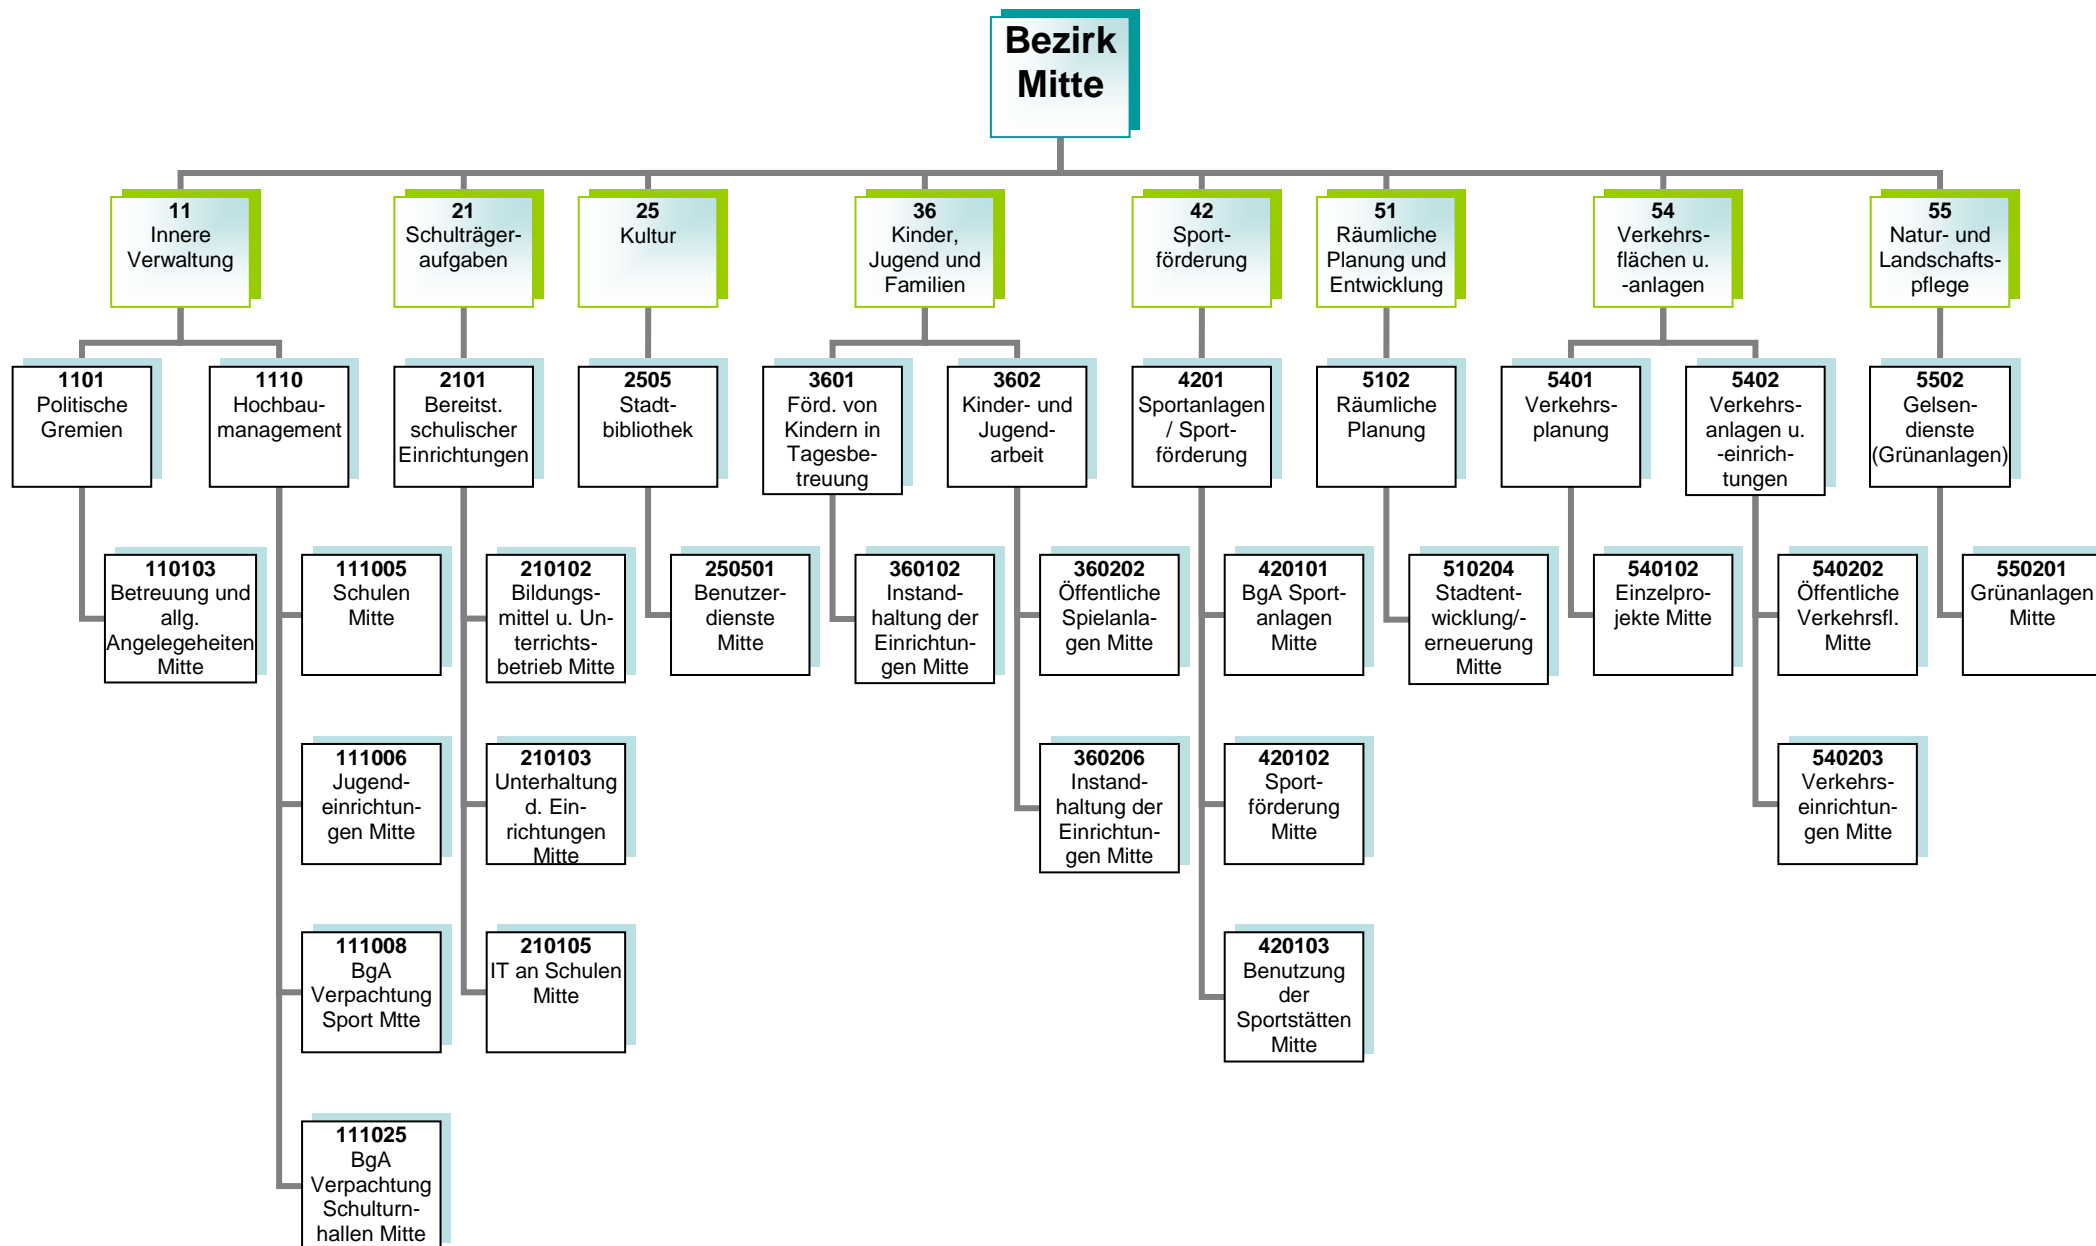 Bezirk
Mitte
11
Innere
Verwaltung
21
Schulträger-
aufgaben
25
Kultur
36
Kinder,
Jugend und
Familien
42
Sport-
förderung
51
Räumliche
Planung und
Entwicklung
54
Verkehrs-
flächen u.
-anlagen
55
Natur- und
Landschafts-
pflege
1101
Politische
Gremien
1110
Hochbau-
management
2101
Bereitst.
schulischer
Einrichtungen
2505
Stadt-
bibliothek
3601
Förd. von
Kindern in
Tagesbe-
treuung
3602
Kinder- und
Jugend-
arbeit
4201
Sportanlagen
/ Sport-
förderung
5102
Räumliche
Planung
5401
Verkehrs-
planung
5402
Verkehrs-
anlagen u.
-einrich-
tungen
5502
Gelsen-
dienste
(Grünanlagen)
110103
Betreuung und
allg.
Angelegeheiten
Mitte
111005
Schulen
Mitte
210102
Bildungs-
mittel u. Un-
terrichts-
betrieb Mitte
250501
Benutzer-
dienste
Mitte
360102
Instand-
haltung der
Einrichtun-
gen Mitte
360202
Öffentliche
Spielanla-
gen Mitte
420101
BgA Sport-
anlagen
Mitte
510204
Stadtent-
wicklung/-
erneuerung
Mitte
540102
Einzelpro-
jekte Mitte
540202
Öffentliche
Verkehrsfl.
Mitte
550201
Grünanlagen
Mitte
111006
Jugend-
einrichtun-
gen Mitte
210103
Unterhaltung
d. Ein-
richtungen
Mitte
360206
Instand-
haltung der
Einrichtun-
gen Mitte
420102
Sport-
förderung
Mitte
540203
Verkehrs-
einrichtun-
gen Mitte
111008
BgA
Verpachtung
Sport Mtte
210105
IT an Schulen
Mitte
420103
Benutzung
der
Sportstätten
Mitte
111025
BgA
Verpachtung
Schulturn-
hallen Mitte